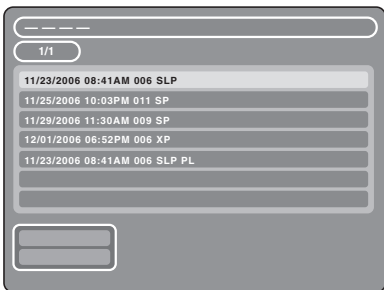 — — — —
1/1
11/23/2006 08:41AM 006 SLP
11/25/2006 10:03PM 011 SP
11/29/2006 11:30AM 009 SP
12/01/2006 06:52PM 006 XP
11/23/2006 08:41AM 006 SLP PL